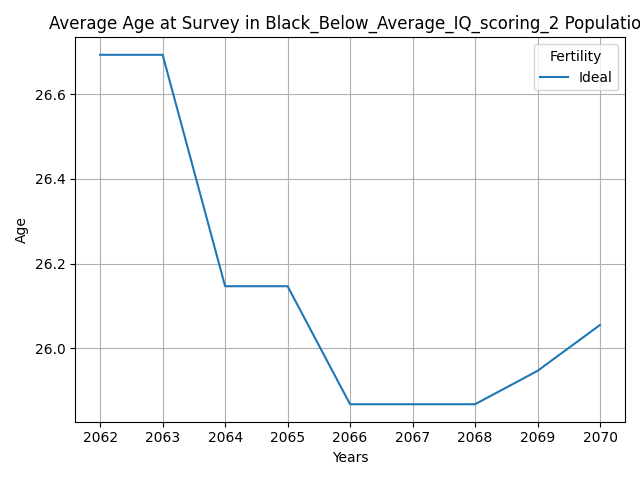 Average Age at Survey in Black_Below_Average_IQ_scoring_2 Populatio
Fertility
Ideal
26.6
26.4
26.2
26.0
Age
2062 2063 2064 2065 2066 2067 2068 2069 2070
Years